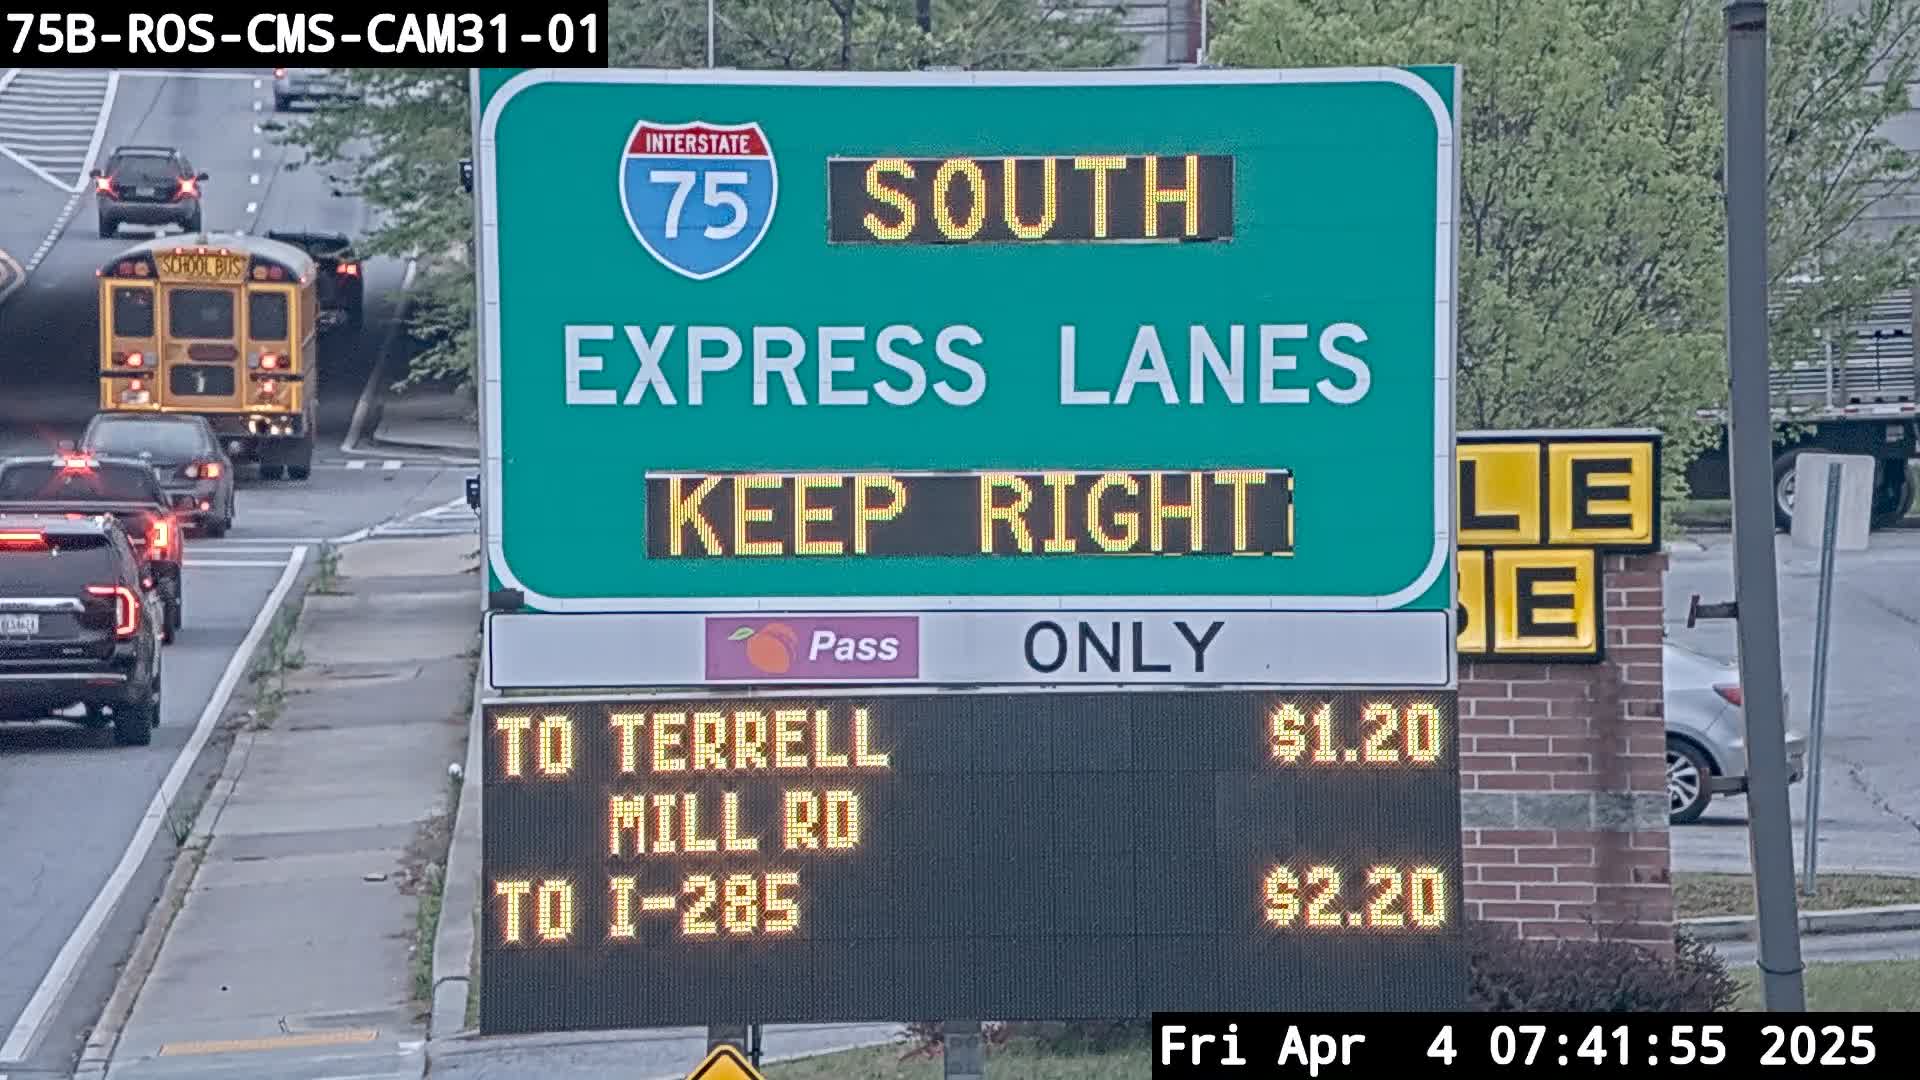 75B-ROS-CMS-CAM31-01
INTERSTATE
75
SOUTH
EXPRESS LANES
KEEP RIGHT
Pass ONLY
TO TERRELL $1.20
MILL RD
TO I-285 $2.20
SCHOOL BUS
LE
E
Fri Apr 4 07:41:55 2025